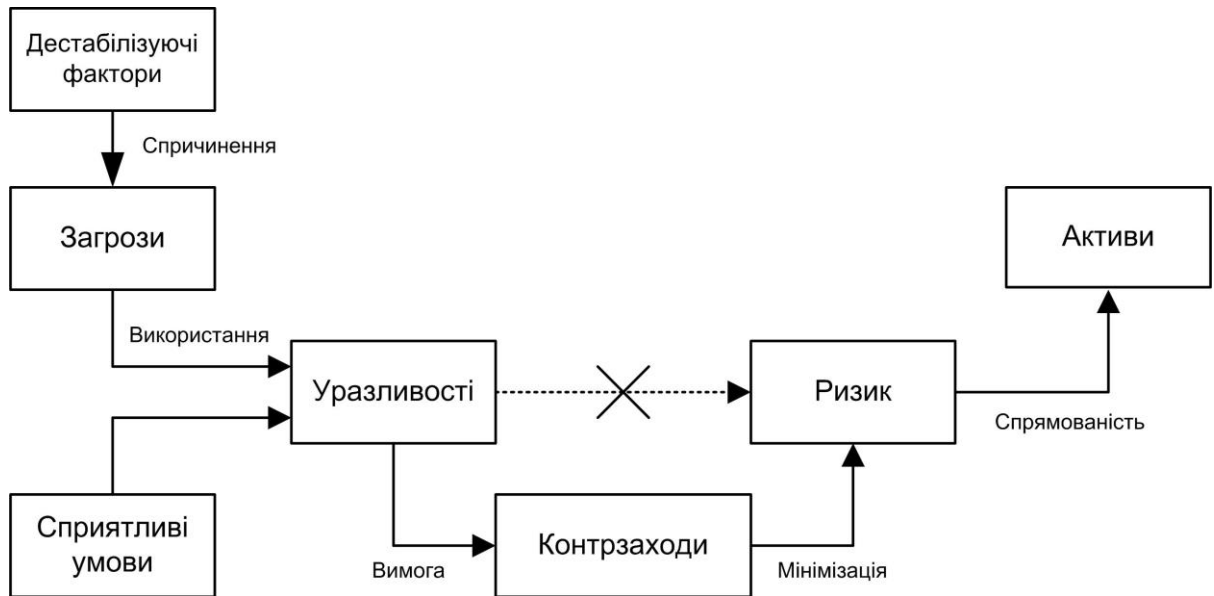 Дестабілізуючі
фактори
Спричинення
Загрози
Активи
Використання
Уразливості
Ризик
Спрямованість
Сприятливі
умови
Контрзаходи
Вимога
Мінімізація